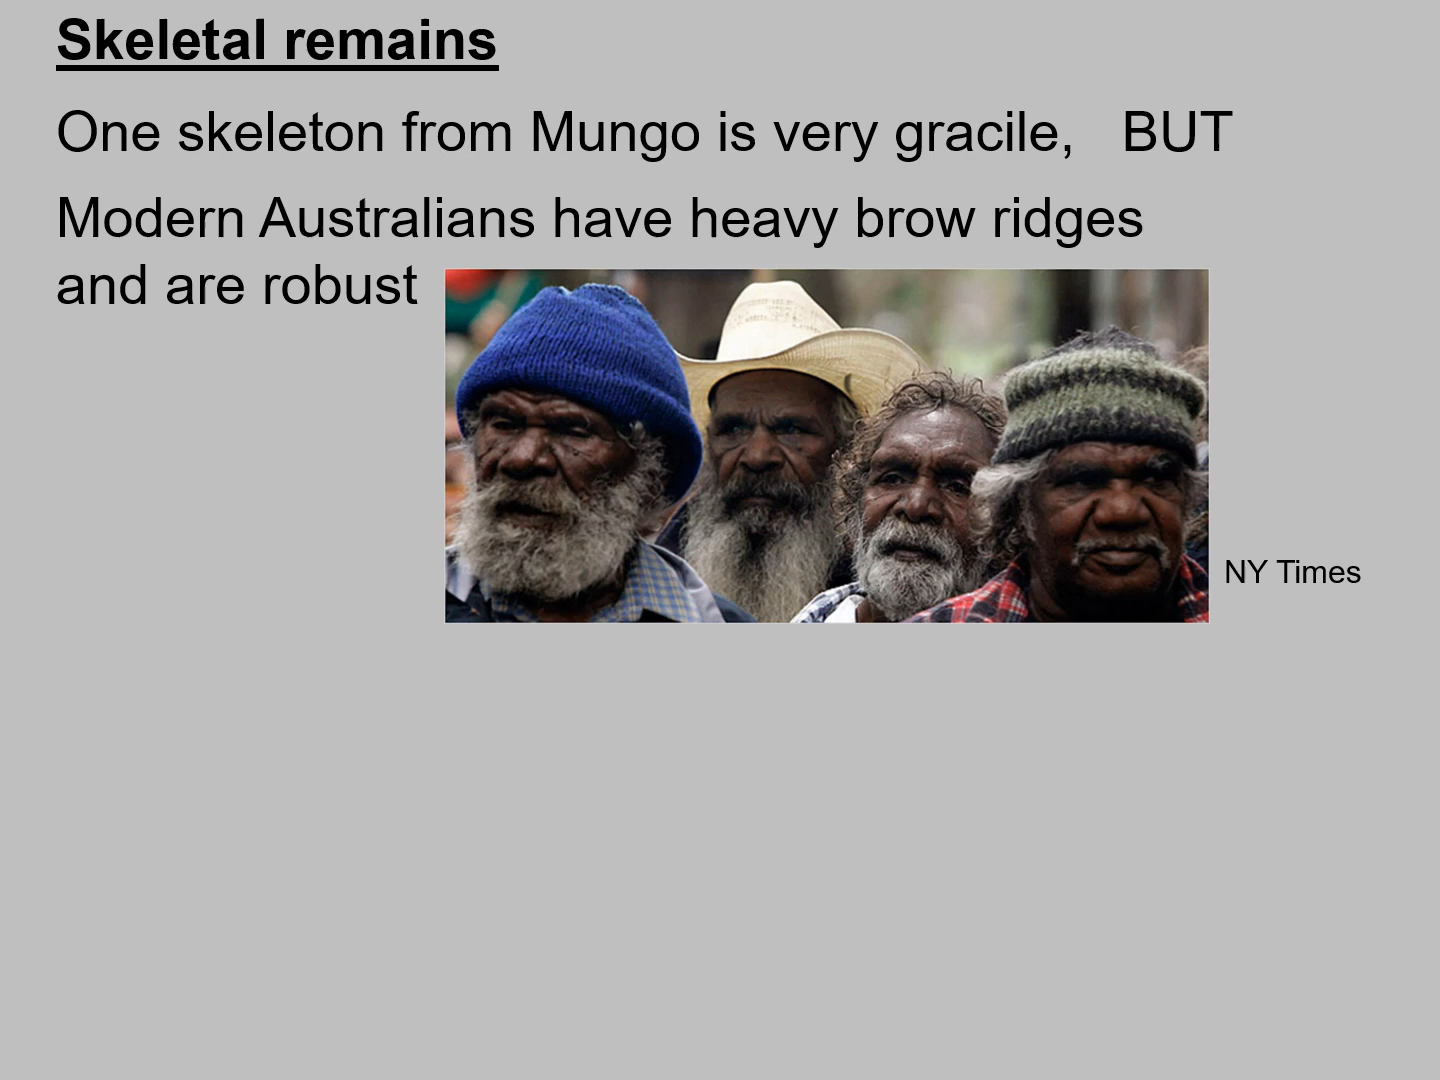 Skeletal remains
One skeleton from Mungo is very gracile, BUT
Modern Australians have heavy brow ridges
and are robust
NY Times